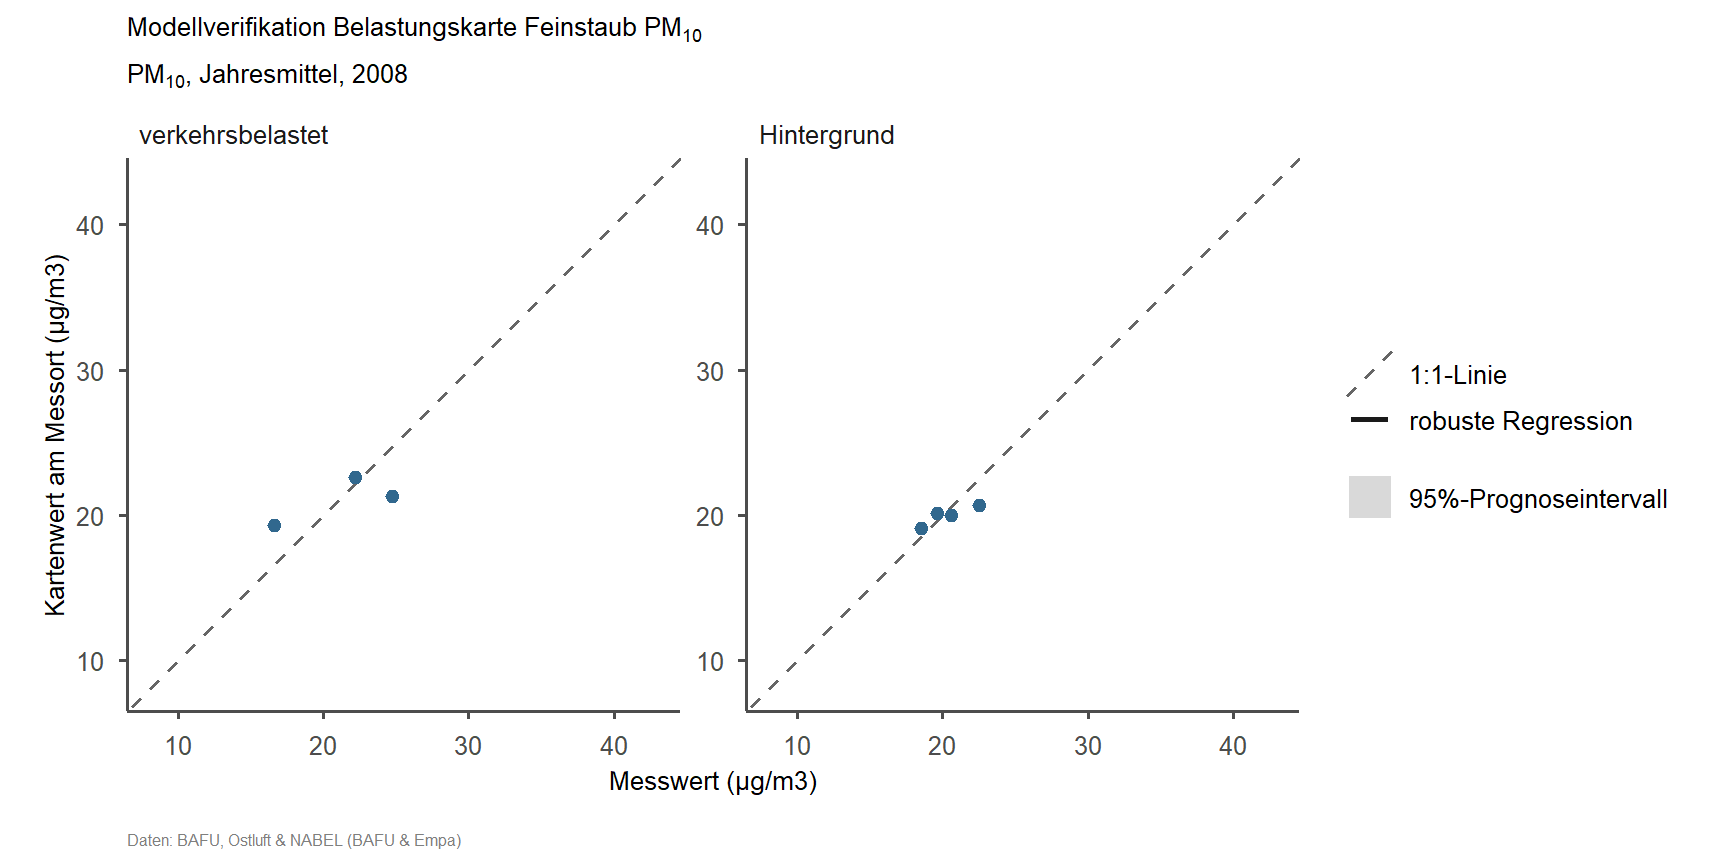 Modellverifikation Belastungskarte Feinstaub PM10
PM10, Jahresmittel, 2008
verkehrsbelastet
Hintergrund
Kartenwert am Messort (µg/m3)
40
30
20
10
10
20
30
40
40
30
20
10
10
20
30
40
Messwert (µg/m3)
1:1-Linie
robuste Regression
95%-Prognoseintervall
Daten: BAFU, Ostluft & NABEL (BAFU & Empa)